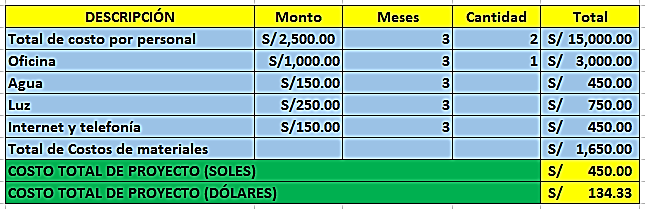 DESCRIPCIÓN Monto Meses Cantidad Total
Total de costo por personal S/2,500.00 3 2 S/ 15,000.00
Oficina S/1,000.00 3 1 S/ 3,000.00
Agua S/150.00 3 S/ 450.00
Luz S/250.00 3 S/ 750.00
Internet y telefonía S/150.00 3 S/ 450.00
Total de Costos de materiales S/ 1,650.00
COSTO TOTAL DE PROYECTO (SOLES) S/ 450.00
COSTO TOTAL DE PROYECTO (DÓLARES) S/ 134.33